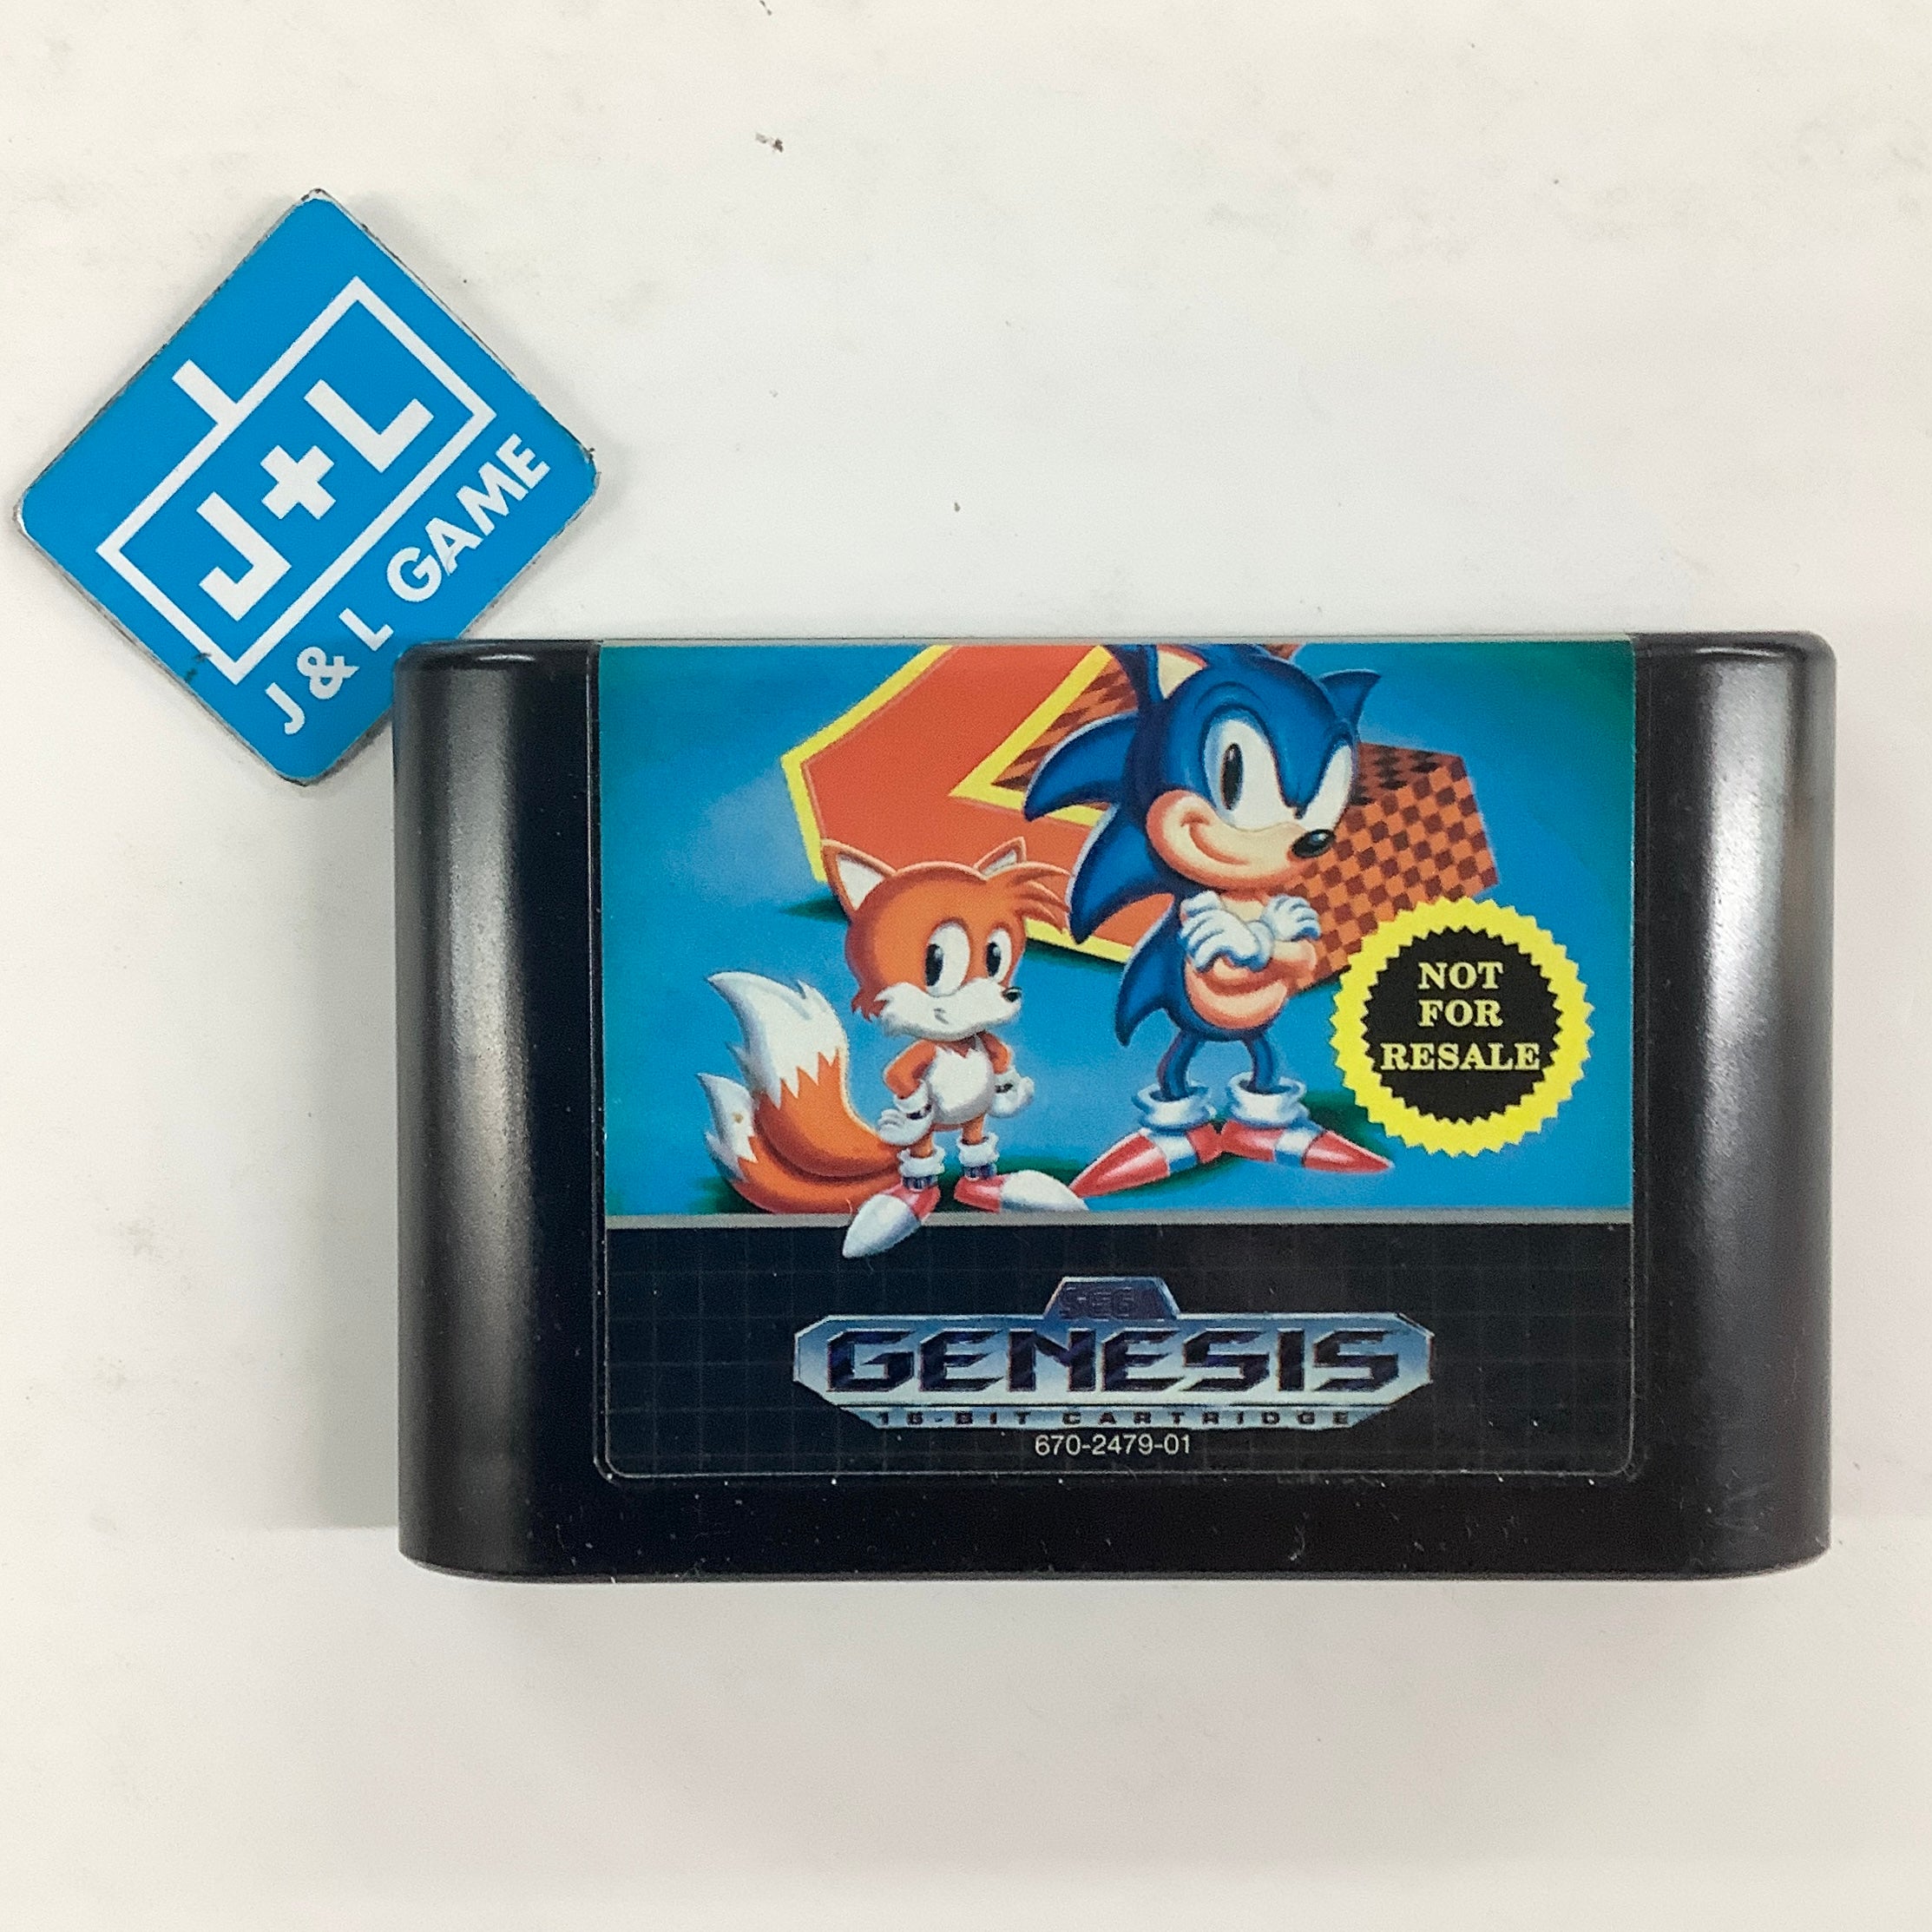 J+L
J & L GAME
NOT
FOR
RESALE
SEGA
GENESIS
16-BIT CARTRIDGE
670-2479-01